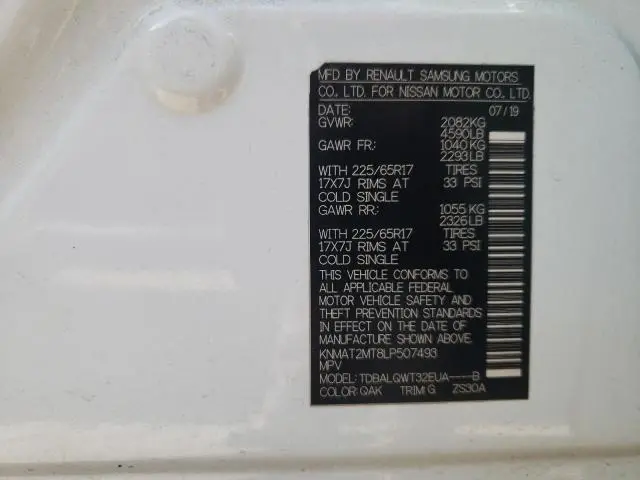 MFD BY RENAULT SAMSUNG MOTORS
CO., LTD. FOR NISSAN MOTOR CO., LTD.
DATE: 07/19
GVWR: 2082KG
4590LB
GAWR FR: 1040KG
2293LB
WITH 225/65R17 TIRES
17X7J RIMS AT 33 PSI
COLD SINGLE
GAWR RR: 1055KG
2326LB
WITH 225/65R17 TIRES
17X7J RIMS AT 33 PSI
COLD SINGLE
THIS VEHICLE CONFORMS TO
ALL APPLICABLE FEDERAL
MOTOR VEHICLE SAFETY AND
THEFT PREVENTION STANDARDS
IN EFFECT ON THE DATE OF
MANUFACTURE SHOWN ABOVE.
KNMAT2MT8LP507493
MPV
MODEL: TDBALQWT32EUA----B
COLOR: QAK TRIM: G ZS30A